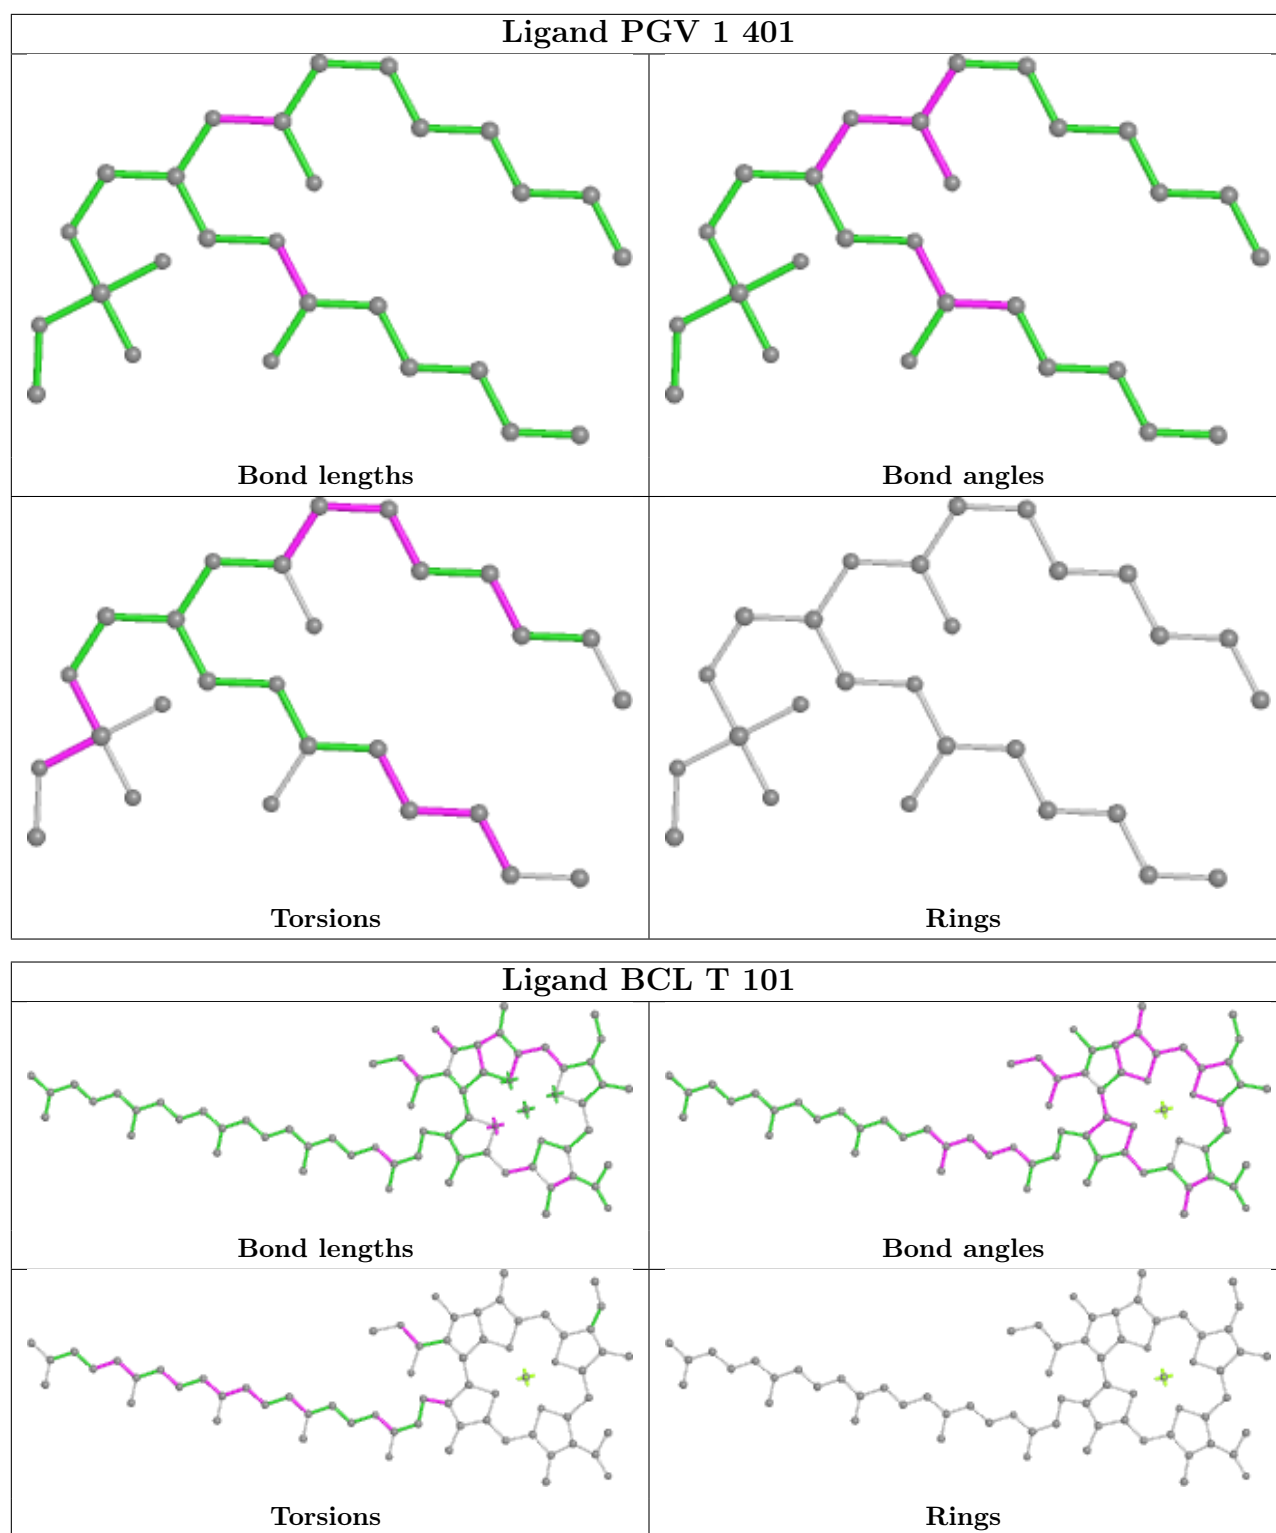 Ligand PGV 1 401
Bond lengths
Bond angles
Torsions
Rings
Ligand BCL T 101
Bond lengths
Bond angles
Torsions
Rings